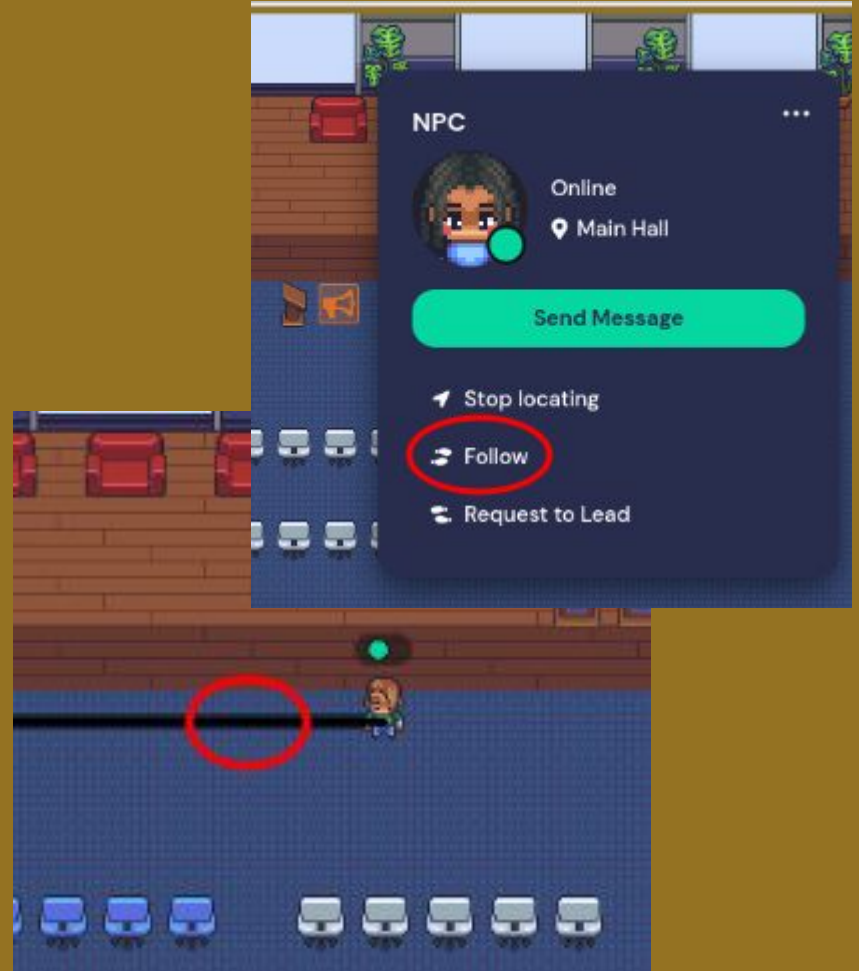 NPC
Online
Main Hall
Send Message
Stop locating
Follow
Request to Lead